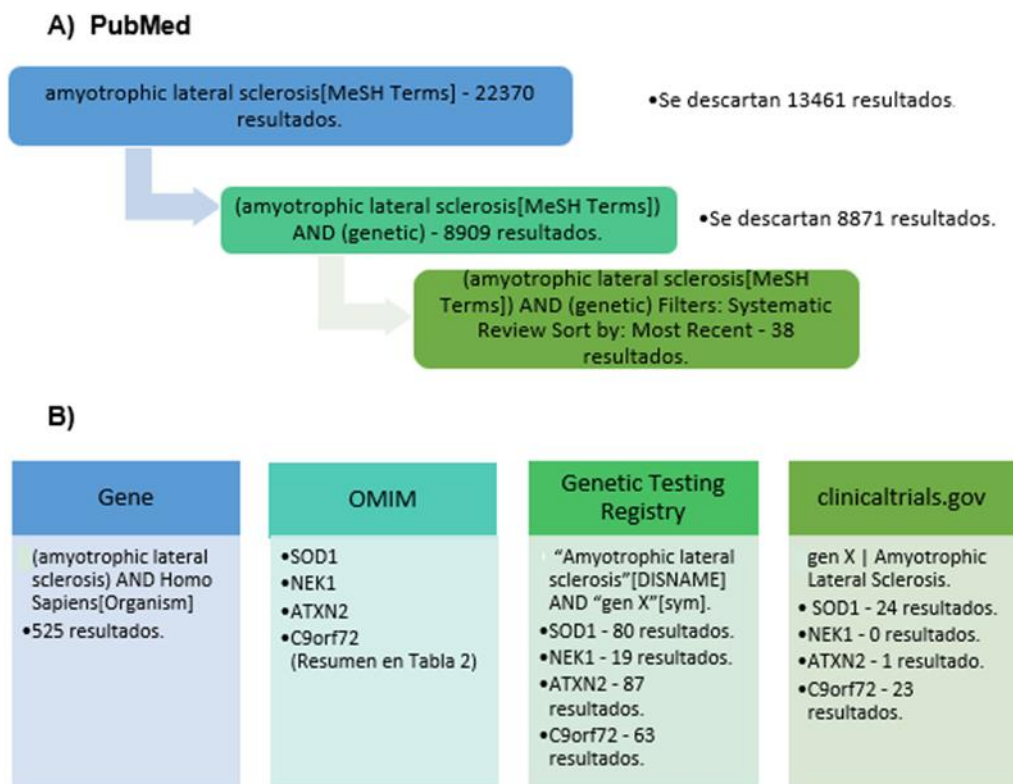 A) PubMed
amyotrophic lateral sclerosis[MeSH Terms] - 22370
resultados.
•Se descartan 13461 resultados.
(amyotrophic lateral sclerosis[MeSH Terms])
AND (genetic) - 8909 resultados.
•Se descartan 8871 resultados.
(amyotrophic lateral sclerosis[MeSH
Terms]) AND (genetic) Filters: Systematic
Review Sort by: Most Recent - 38
resultados.
B)
Gene
(amyotrophic lateral
sclerosis) AND Homo
Sapiens[Organism]
•525 resultados.
OMIM
•SOD1
•NEK1
•ATXN2
•C9orf72
(Resumen en Tabla 2)
Genetic Testing
Registry
“Amyotrophic lateral
sclerosis”[DISNAME]
AND “gen X”[sym].
•SOD1 - 80 resultados.
•NEK1 - 19 resultados.
•ATXN2 - 87
resultados.
•C9orf72 - 63
resultados.
clinicaltrials.gov
gen X | Amyotrophic
Lateral Sclerosis.
• SOD1 - 24 resultados.
•NEK1 - 0 resultados.
•ATXN2 - 1 resultado.
•C9orf72 - 23
resultados.